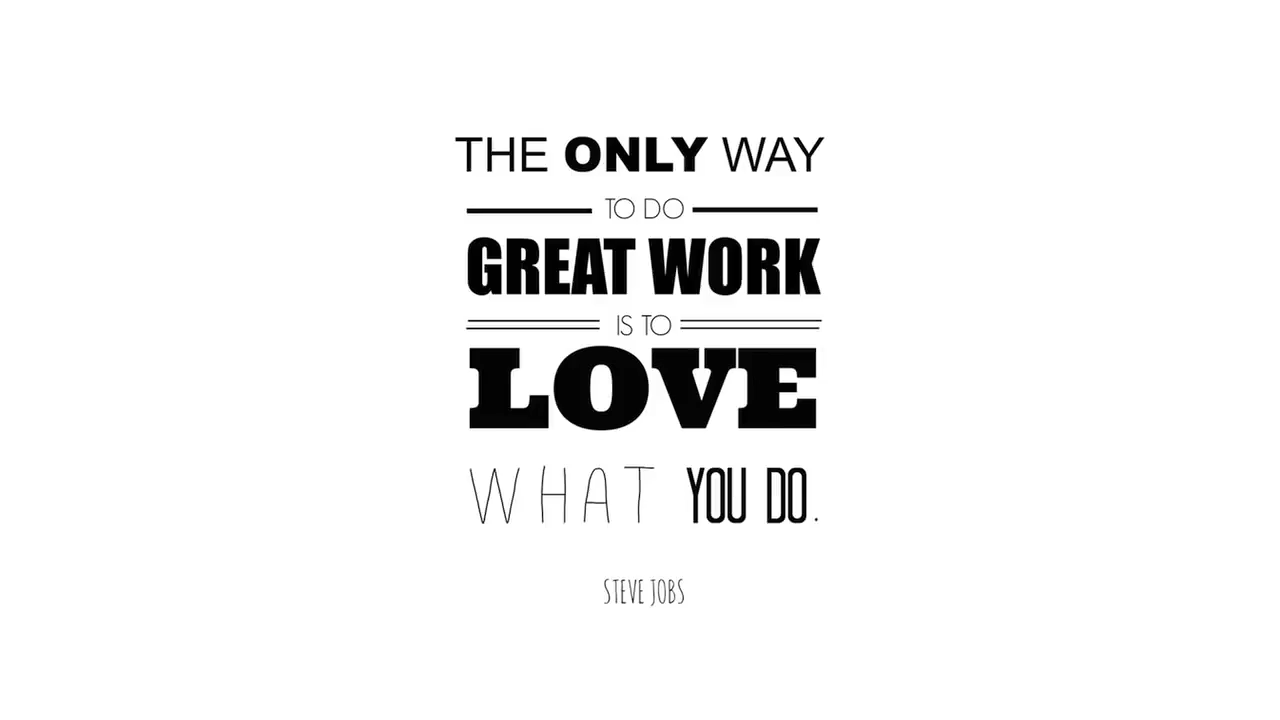 THE ONLY WAY
TO DO
GREAT WORK
IS TO
LOVE
WHAT YOU DO.
STEVE JOBS